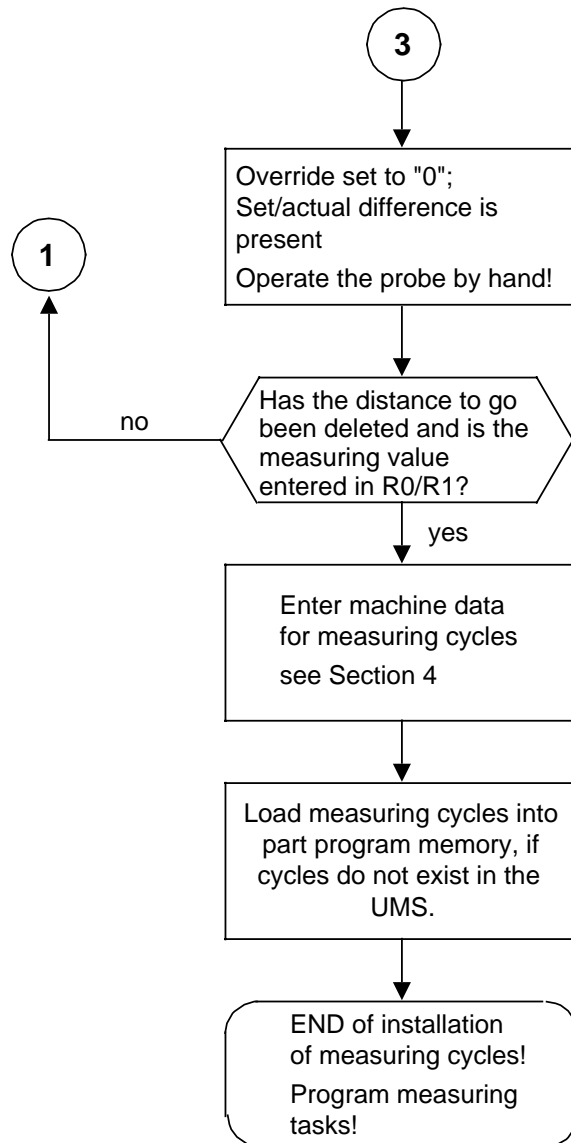 3
Override set to "0";
Set/actual difference is
present
Operate the probe by hand!
1
no
Has the distance to go
been deleted and is the
measuring value
entered in R0/R1?
yes
Enter machine data
for measuring cycles
see Section 4
Load measuring cycles into
part program memory, if
cycles do not exist in the
UMS.
END of installation
of measuring cycles!
Program measuring
tasks!